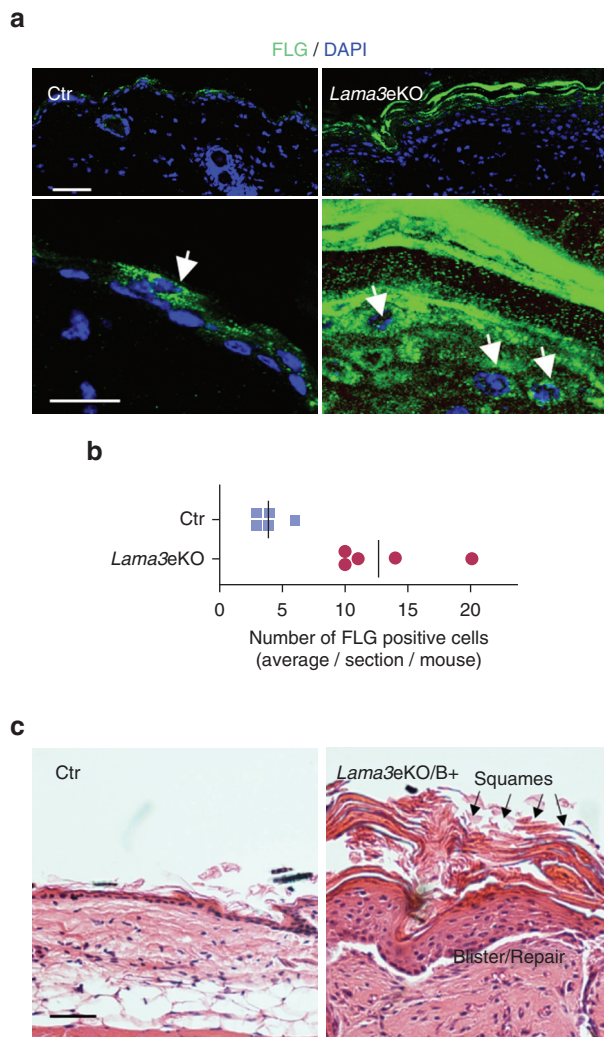 a
FLG / DAPI
Ctr
Lama3eKO
b
Ctr
Lama3eKO
0 5 10 15 20
Number of FLG positive cells
(average / section / mouse)
c
Ctr
Lama3eKO/B+
Squames
Blister/Repair